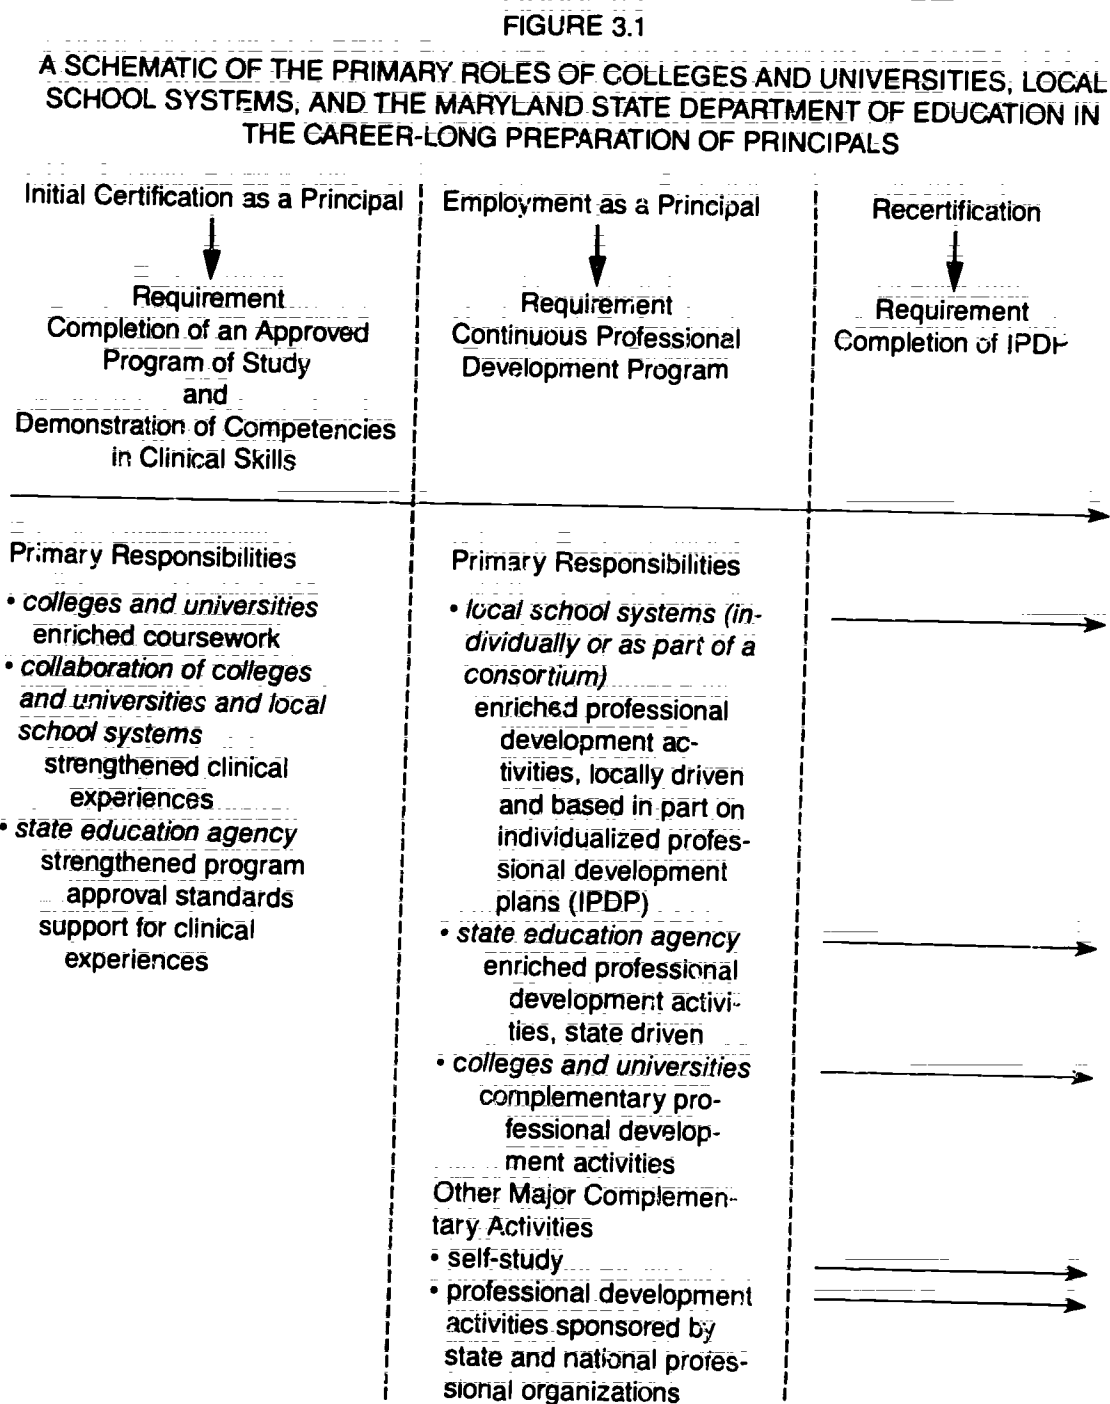 FIGURE 3.1
A SCHEMATIC OF THE PRIMARY ROLES OF COLLEGES AND UNIVERSITIES, LOCAL
SCHOOL SYSTEMS, AND THE MARYLAND STATE DEPARTMENT OF EDUCATION IN
THE CAREER-LONG PREPARATION OF PRINCIPALS
Initial Certification as a Principal
Requirement
Completion of an Approved
Program of Study
and
Demonstration of Competencies
in Clinical Skills
Employment as a Principal
Requirement
Continuous Professional
Development Program
Recertification
Requirement
Completion of IPDP
Primary Responsibilities
• colleges and universities
enriched coursework
• collaboration of colleges
and universities and local
school systems
strengthened clinical
experiences
• state education agency
strengthened program
approval standards
support for clinical
experiences
Primary Responsibilities
• local school systems (in-
dividually or as part of a
consortium)
enriched professional
development ac-
tivities, locally driven
and based in part on
individualized profes-
sional development
plans (IPDP)
• state education agency
enriched professional
development activi-
ties, state driven
• colleges and universities
complementary pro-
fessional develop-
ment activities
Other Major Complemen-
tary Activities
• self-study
• professional development
activities sponsored by
state and national profes-
sional organizations